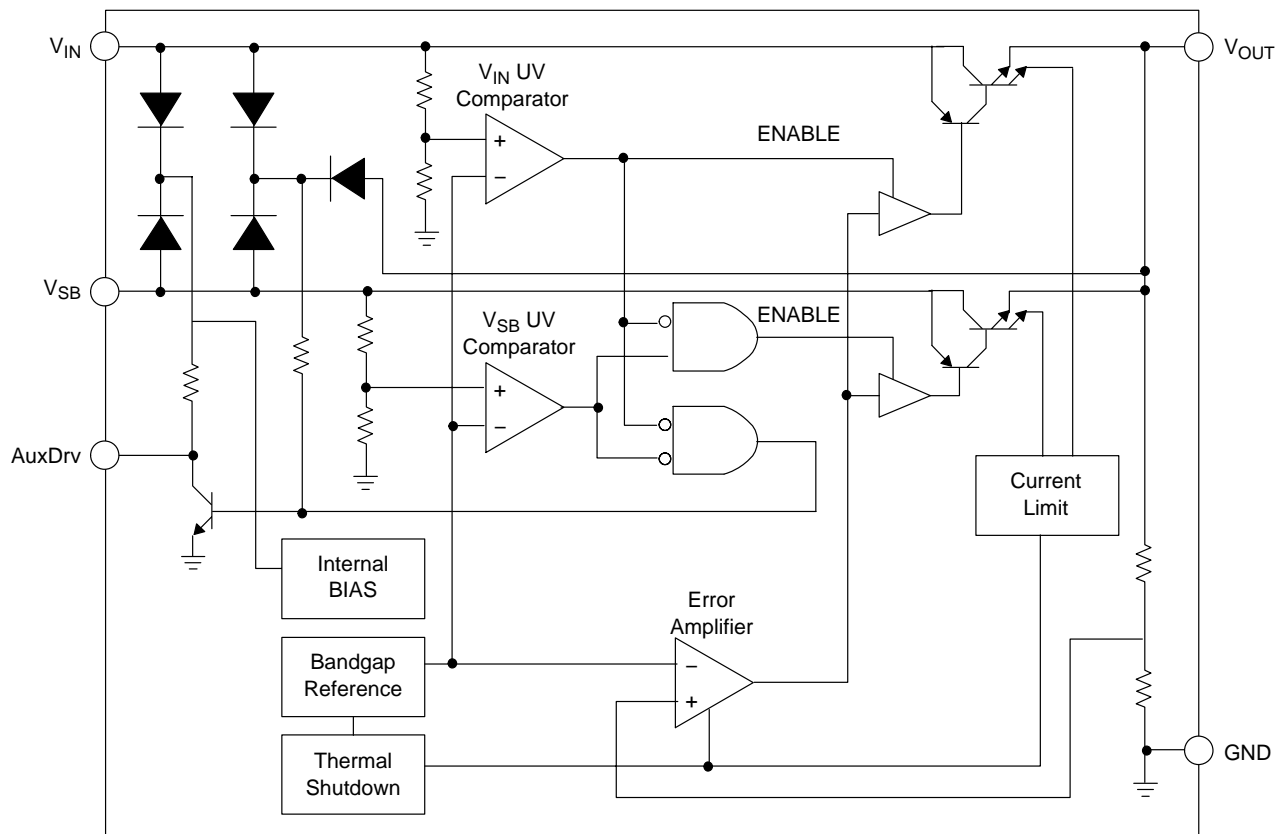 VIN
VIN UV
Comparator
+
−
ENABLE
VOUT
VSB
VSB UV
Comparator
+
−
ENABLE
AuxDrv
Current
Limit
Internal
BIAS
Error
Amplifier
Bandgap
Reference
−
+
Thermal
Shutdown
GND